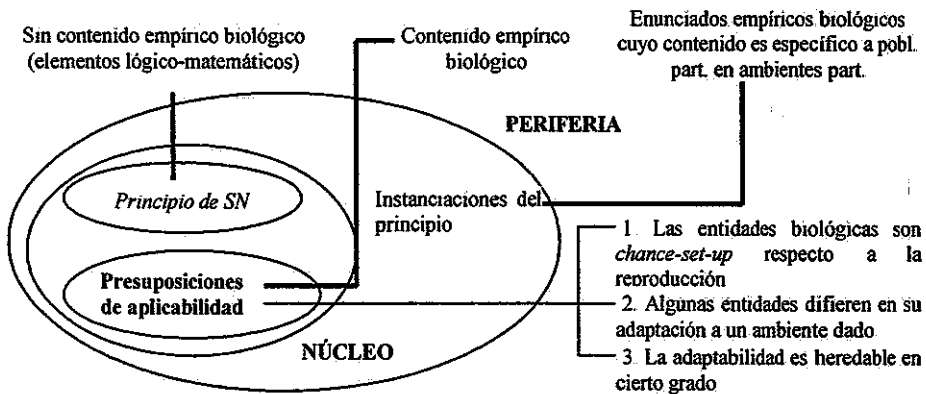 Sin contenido empírico biológico
(elementos lógico-matemáticos)
Contenido empírico
biológico
Enunciados empíricos biológicos
cuyo contenido es específico a pobl.
part. en ambientes part.
PERIFERIA
Principio de SN
Instanciaciones del
principio
Presuposiciones
de aplicabilidad
NÚCLEO
1. Las entidades biológicas son
chance-set-up respecto a la
reproducción
2. Algunas entidades difieren en su
adaptación a un ambiente dado
3. La adaptabilidad es heredable en
cierto grado